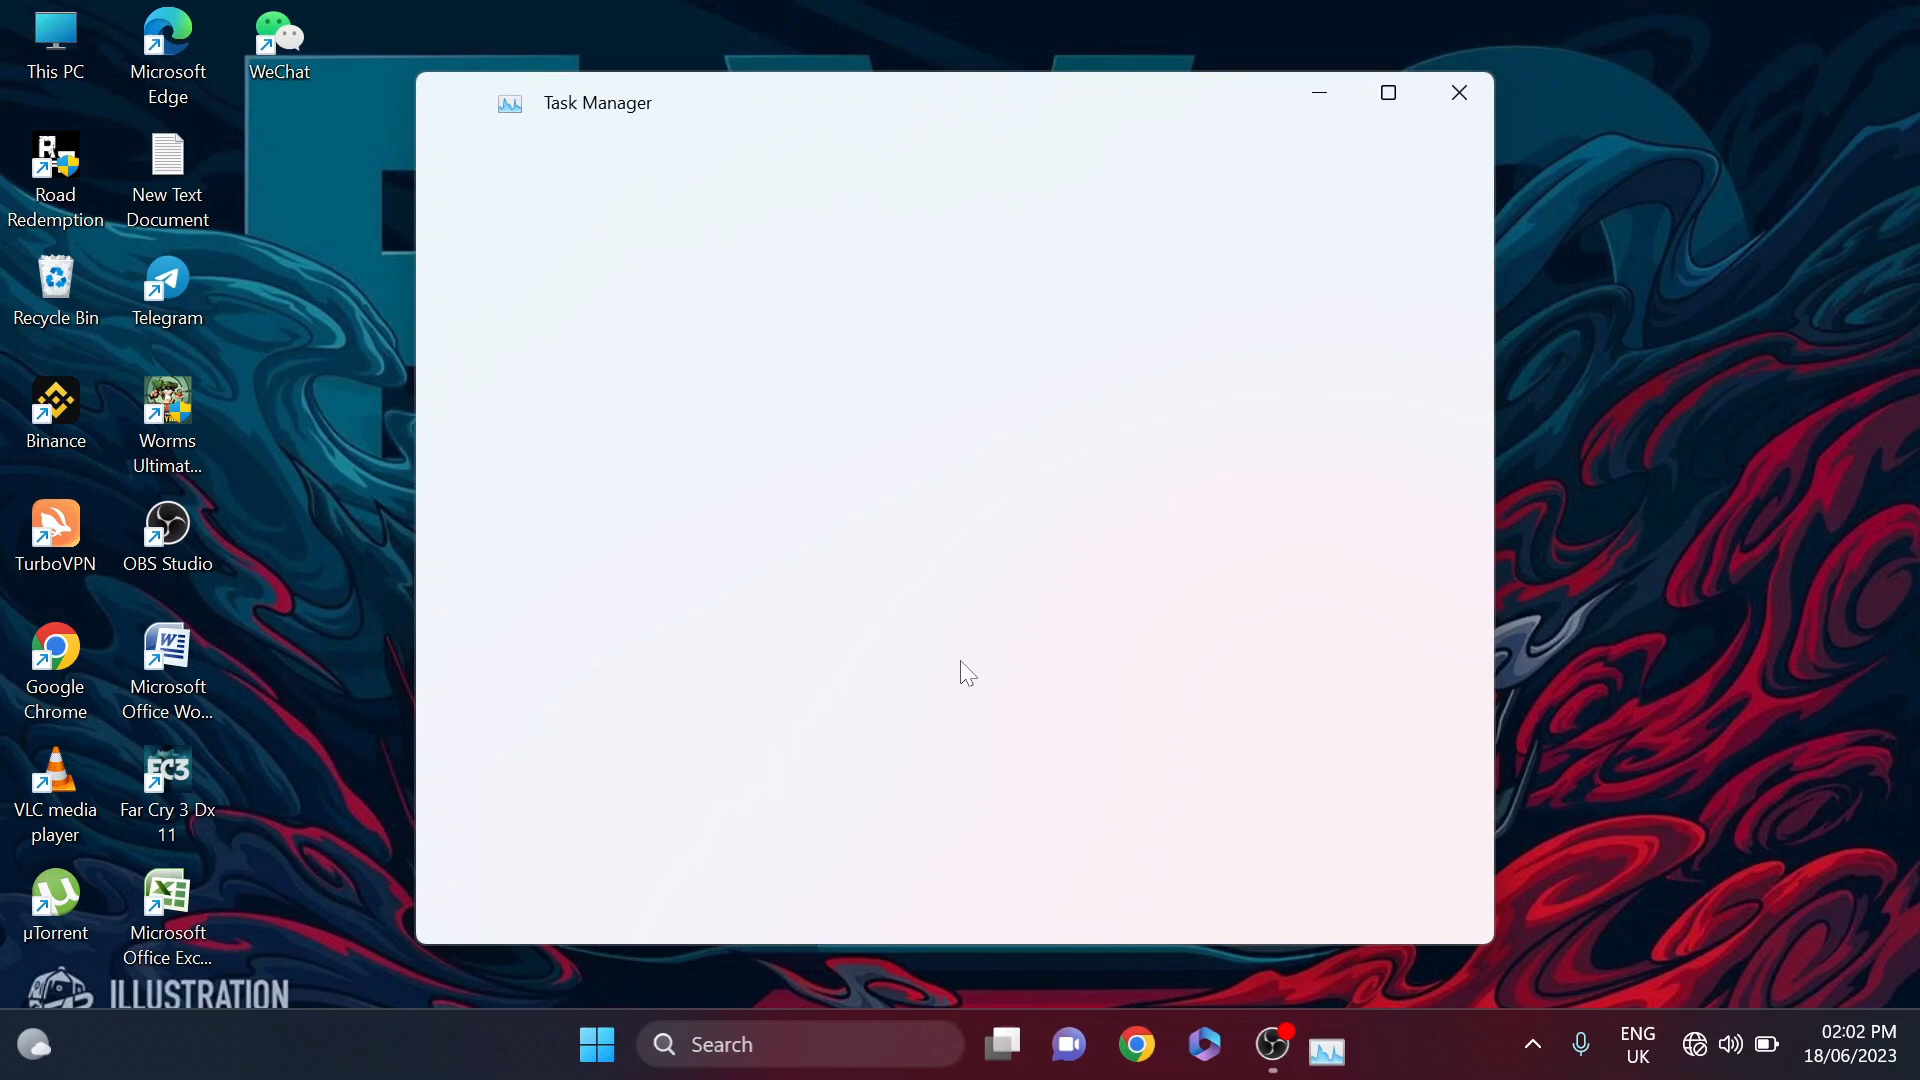 This PC
Microsoft
Edge
WeChat
Task Manager
Road
Redemption
New Text
Document
Recycle Bin
Telegram
Binance
Worms
Ultimat...
TurboVPN
OBS Studio
Google
Chrome
Microsoft
Office Wo...
VLC media
player
FC3
Far Cry 3 Dx
11
µTorrent
Microsoft
Office Exc...
ILLUSTRATION
Search
ENG
UK
02:02 PM
18/06/2023